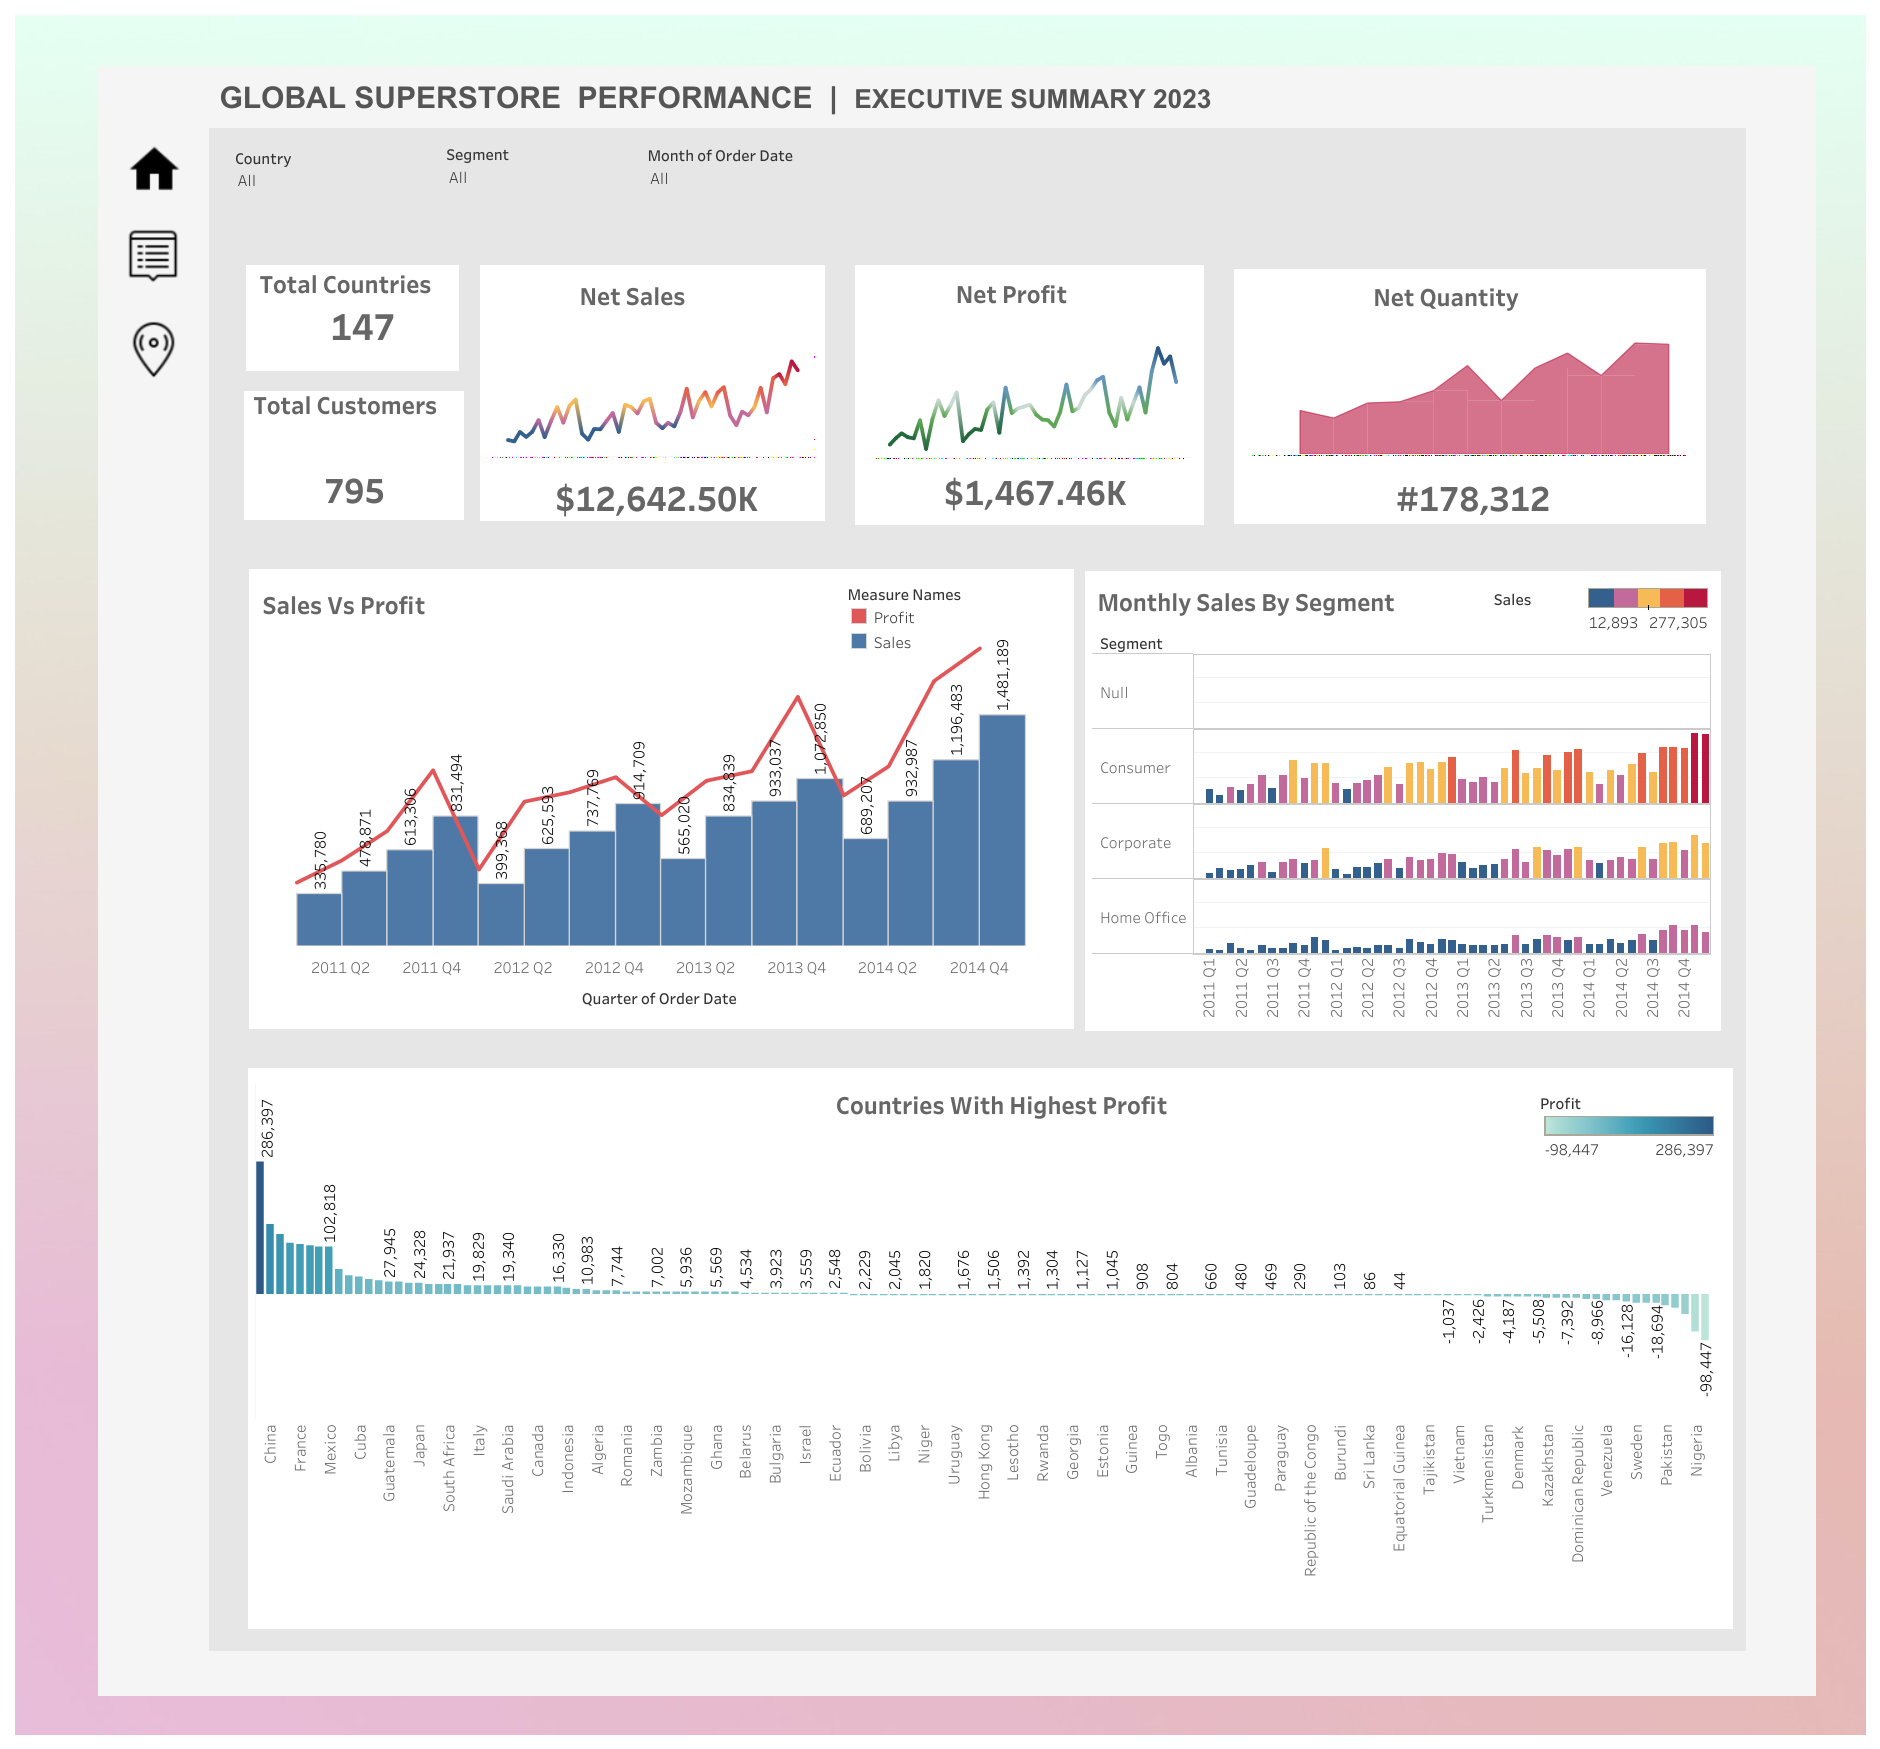 GLOBAL SUPERSTORE PERFORMANCE | EXECUTIVE SUMMARY 2023
Country
All
Segment
All
Month of Order Date
All
Total Countries
147
Total Customers
795
Net Sales
$12,642.50K
Net Profit
$1,467.46K
Net Quantity
#178,312
Sales Vs Profit
Measure Names
Profit
Sales
335,780
478,871
613,306
831,494
399,368
625,593
737,769
914,709
565,020
834,839
933,037
1,072,850
689,207
932,987
1,196,483
1,481,189
2011 Q2
2011 Q4
2012 Q2
2012 Q4
2013 Q2
2013 Q4
2014 Q2
2014 Q4
Quarter of Order Date
Monthly Sales By Segment
Sales
12,893 277,305
Segment
Null
Consumer
Corporate
Home Office
2011 Q1
2011 Q2
2011 Q3
2011 Q4
2012 Q1
2012 Q2
2012 Q3
2012 Q4
2013 Q1
2013 Q2
2013 Q3
2013 Q4
2014 Q1
2014 Q2
2014 Q3
2014 Q4
Countries With Highest Profit
Profit
-98,447 286,397
286,397
102,818
27,945
24,328
21,937
19,829
19,340
16,330
10,983
7,744
7,002
5,936
5,569
4,534
3,923
3,559
2,548
2,229
2,045
1,820
1,676
1,506
1,392
1,304
1,127
1,045
908
804
660
480
469
290
103
86
44
-1,037
-2,426
-4,187
-5,508
-7,392
-8,966
-16,128
-18,694
-98,447
China
France
Mexico
Cuba
Guatemala
Japan
South Africa
Italy
Saudi Arabia
Canada
Indonesia
Algeria
Romania
Zambia
Mozambique
Ghana
Belarus
Bulgaria
Israel
Ecuador
Bolivia
Libya
Niger
Uruguay
Hong Kong
Lesotho
Rwanda
Georgia
Estonia
Guinea
Togo
Albania
Tunisia
Guadeloupe
Paraguay
Republic of the Congo
Burundi
Sri Lanka
Equatorial Guinea
Tajikistan
Vietnam
Turkmenistan
Denmark
Kazakhstan
Dominican Republic
Venezuela
Sweden
Pakistan
Nigeria